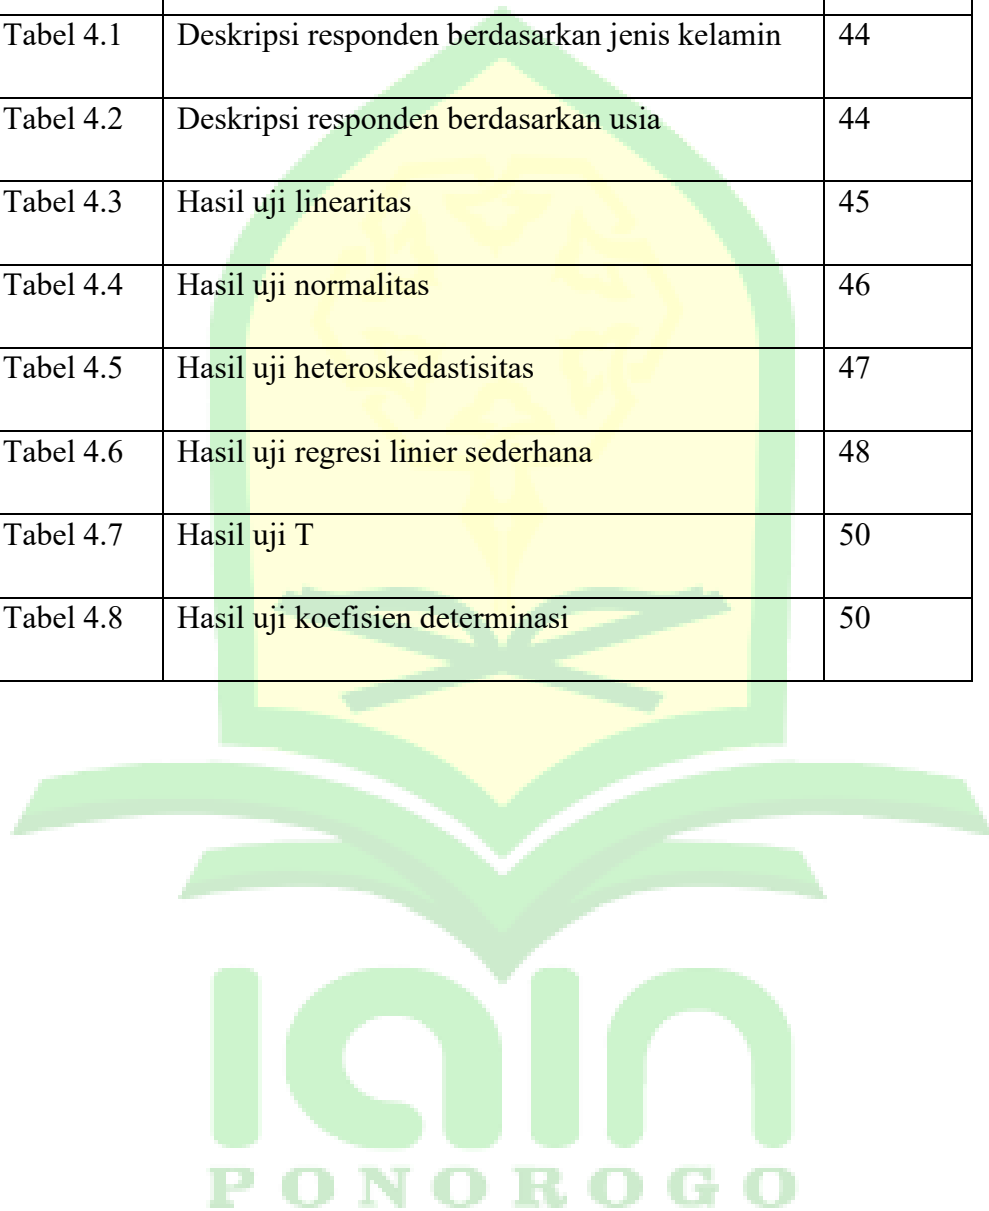 Tabel 4.1 Deskripsi responden berdasarkan jenis kelamin 44
Tabel 4.2 Deskripsi responden berdasarkan usia 44
Tabel 4.3 Hasil uji linearitas 45
Tabel 4.4 Hasil uji normalitas 46
Tabel 4.5 Hasil uji heteroskedastisitas 47
Tabel 4.6 Hasil uji regresi linier sederhana 48
Tabel 4.7 Hasil uji T 50
Tabel 4.8 Hasil uji koefisien determinasi 50
iain
PONOROGO